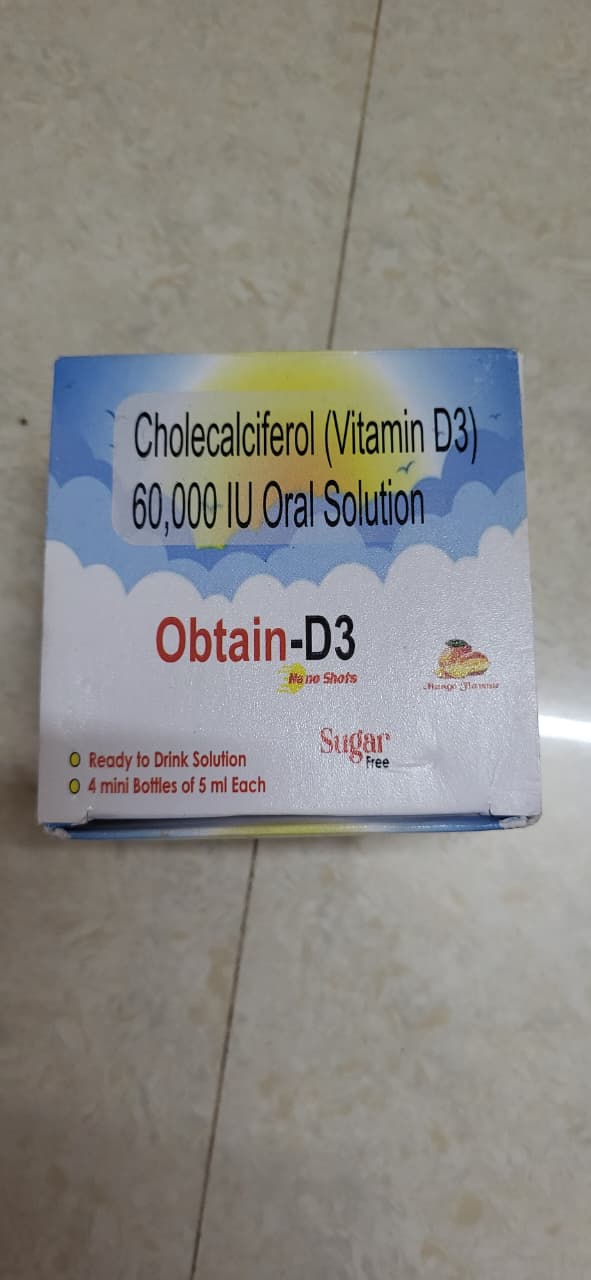 Cholecalciferol (Vitamin D3)
60,000 IU Oral Solution
Obtain-D3
Nano Shots
Mango Flavour
Sugar
Free
Ready to Drink Solution
4 mini Bottles of 5 ml Each